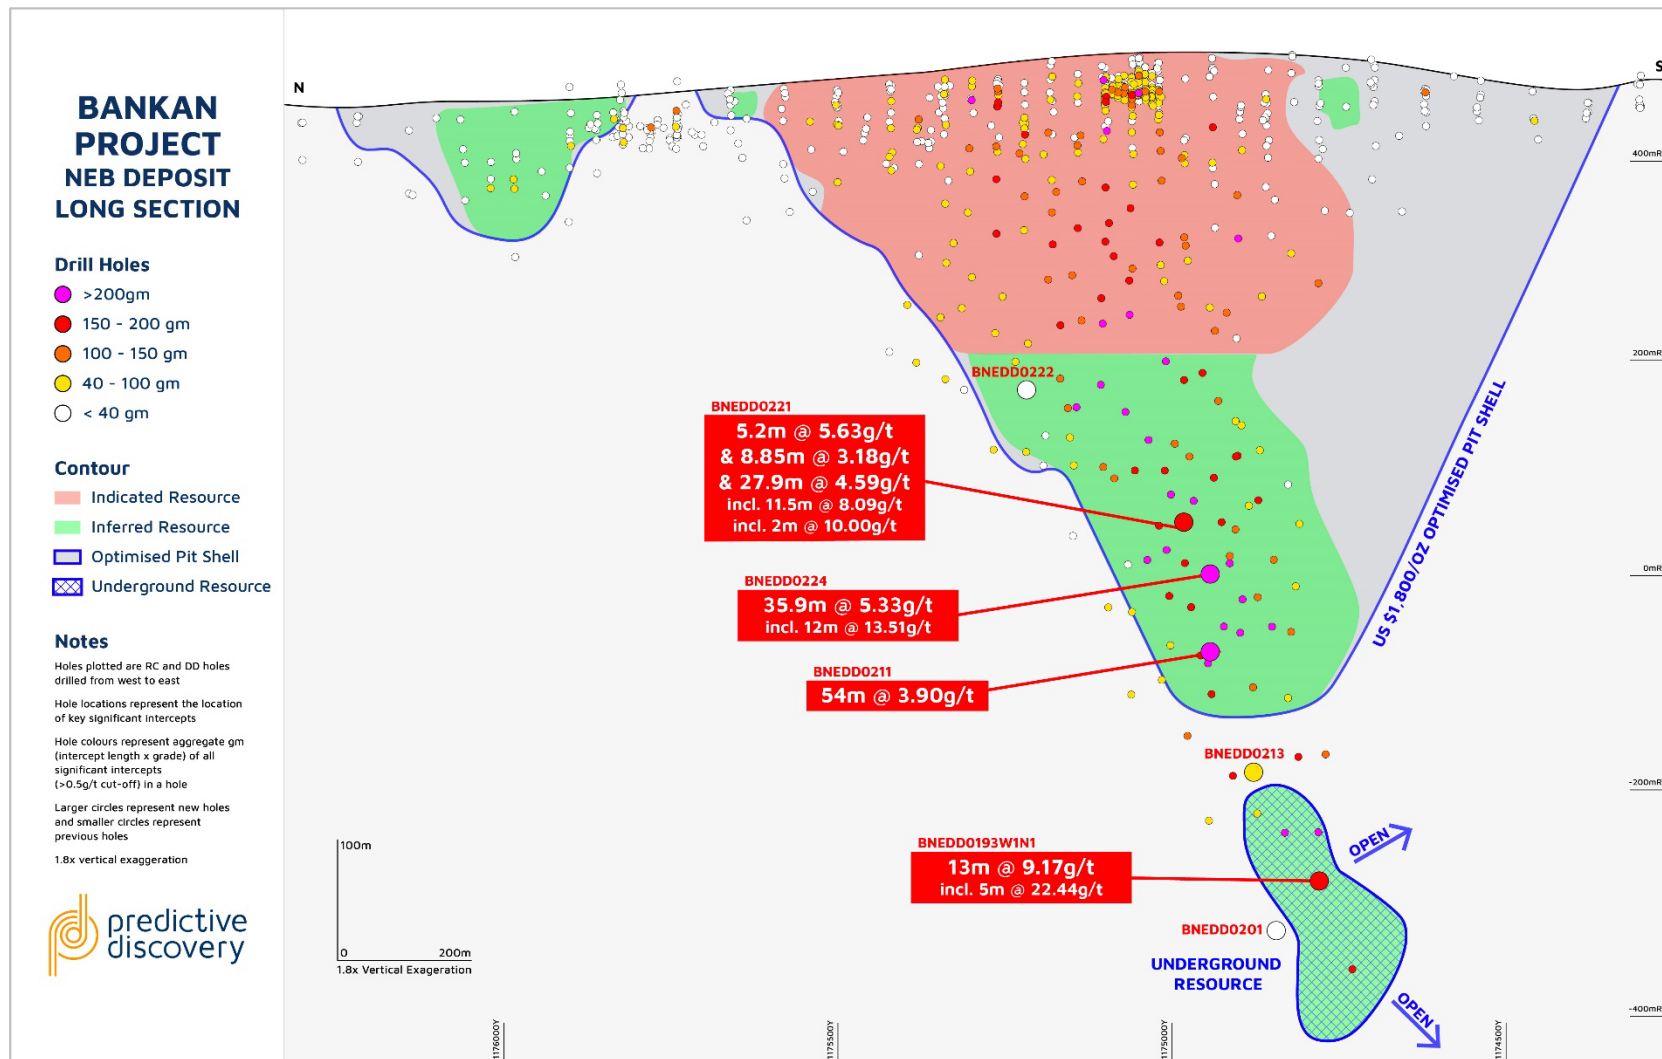 BANKAN
PROJECT
NEB DEPOSIT
LONG SECTION
Drill Holes
>200gm
150 - 200 gm
100 - 150 gm
40 - 100 gm
< 40 gm
Contour
Indicated Resource
Inferred Resource
Optimised Pit Shell
Underground Resource
Notes
Holes plotted are RC and DD holes
drilled from west to east
Hole locations represent the location
of key significant intercepts
Hole colours represent aggregate gm
(intercept length x grade) of all
significant intercepts
(>0.5g/t cut-off) in a hole
Larger circles represent new holes
and smaller circles represent
previous holes
1.8x vertical exaggeration
predictive
discovery
N
S
400mR
200mR
0mR
-200mR
-400mR
BNEDD0222
BNEDD0221
5.2m @ 5.63g/t
& 8.85m @ 3.18g/t
& 27.9m @ 4.59g/t
incl. 11.5m @ 8.09g/t
incl. 2m @ 10.00g/t
BNEDD0224
35.9m @ 5.33g/t
incl. 12m @ 13.51g/t
BNEDD0211
54m @ 3.90g/t
US $1,800/OZ OPTIMISED PIT SHELL
BNEDD0213
BNEDD0193W1N1
13m @ 9.17g/t
incl. 5m @ 22.44g/t
OPEN
BNEDD0201
UNDERGROUND
RESOURCE
OPEN
100m
0
200m
1.8x Vertical Exageration
1176000Y
1175500Y
1175000Y
1174500Y